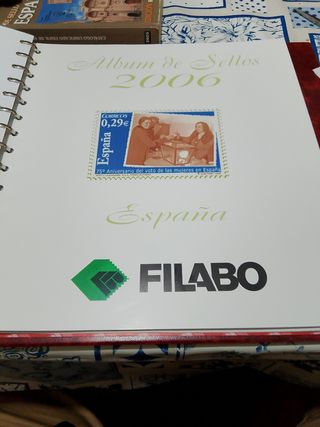 Album de Sellos
2006
CORREOS
0,29€
España
75º Aniversario del voto de las mujeres en España
España
FILABO